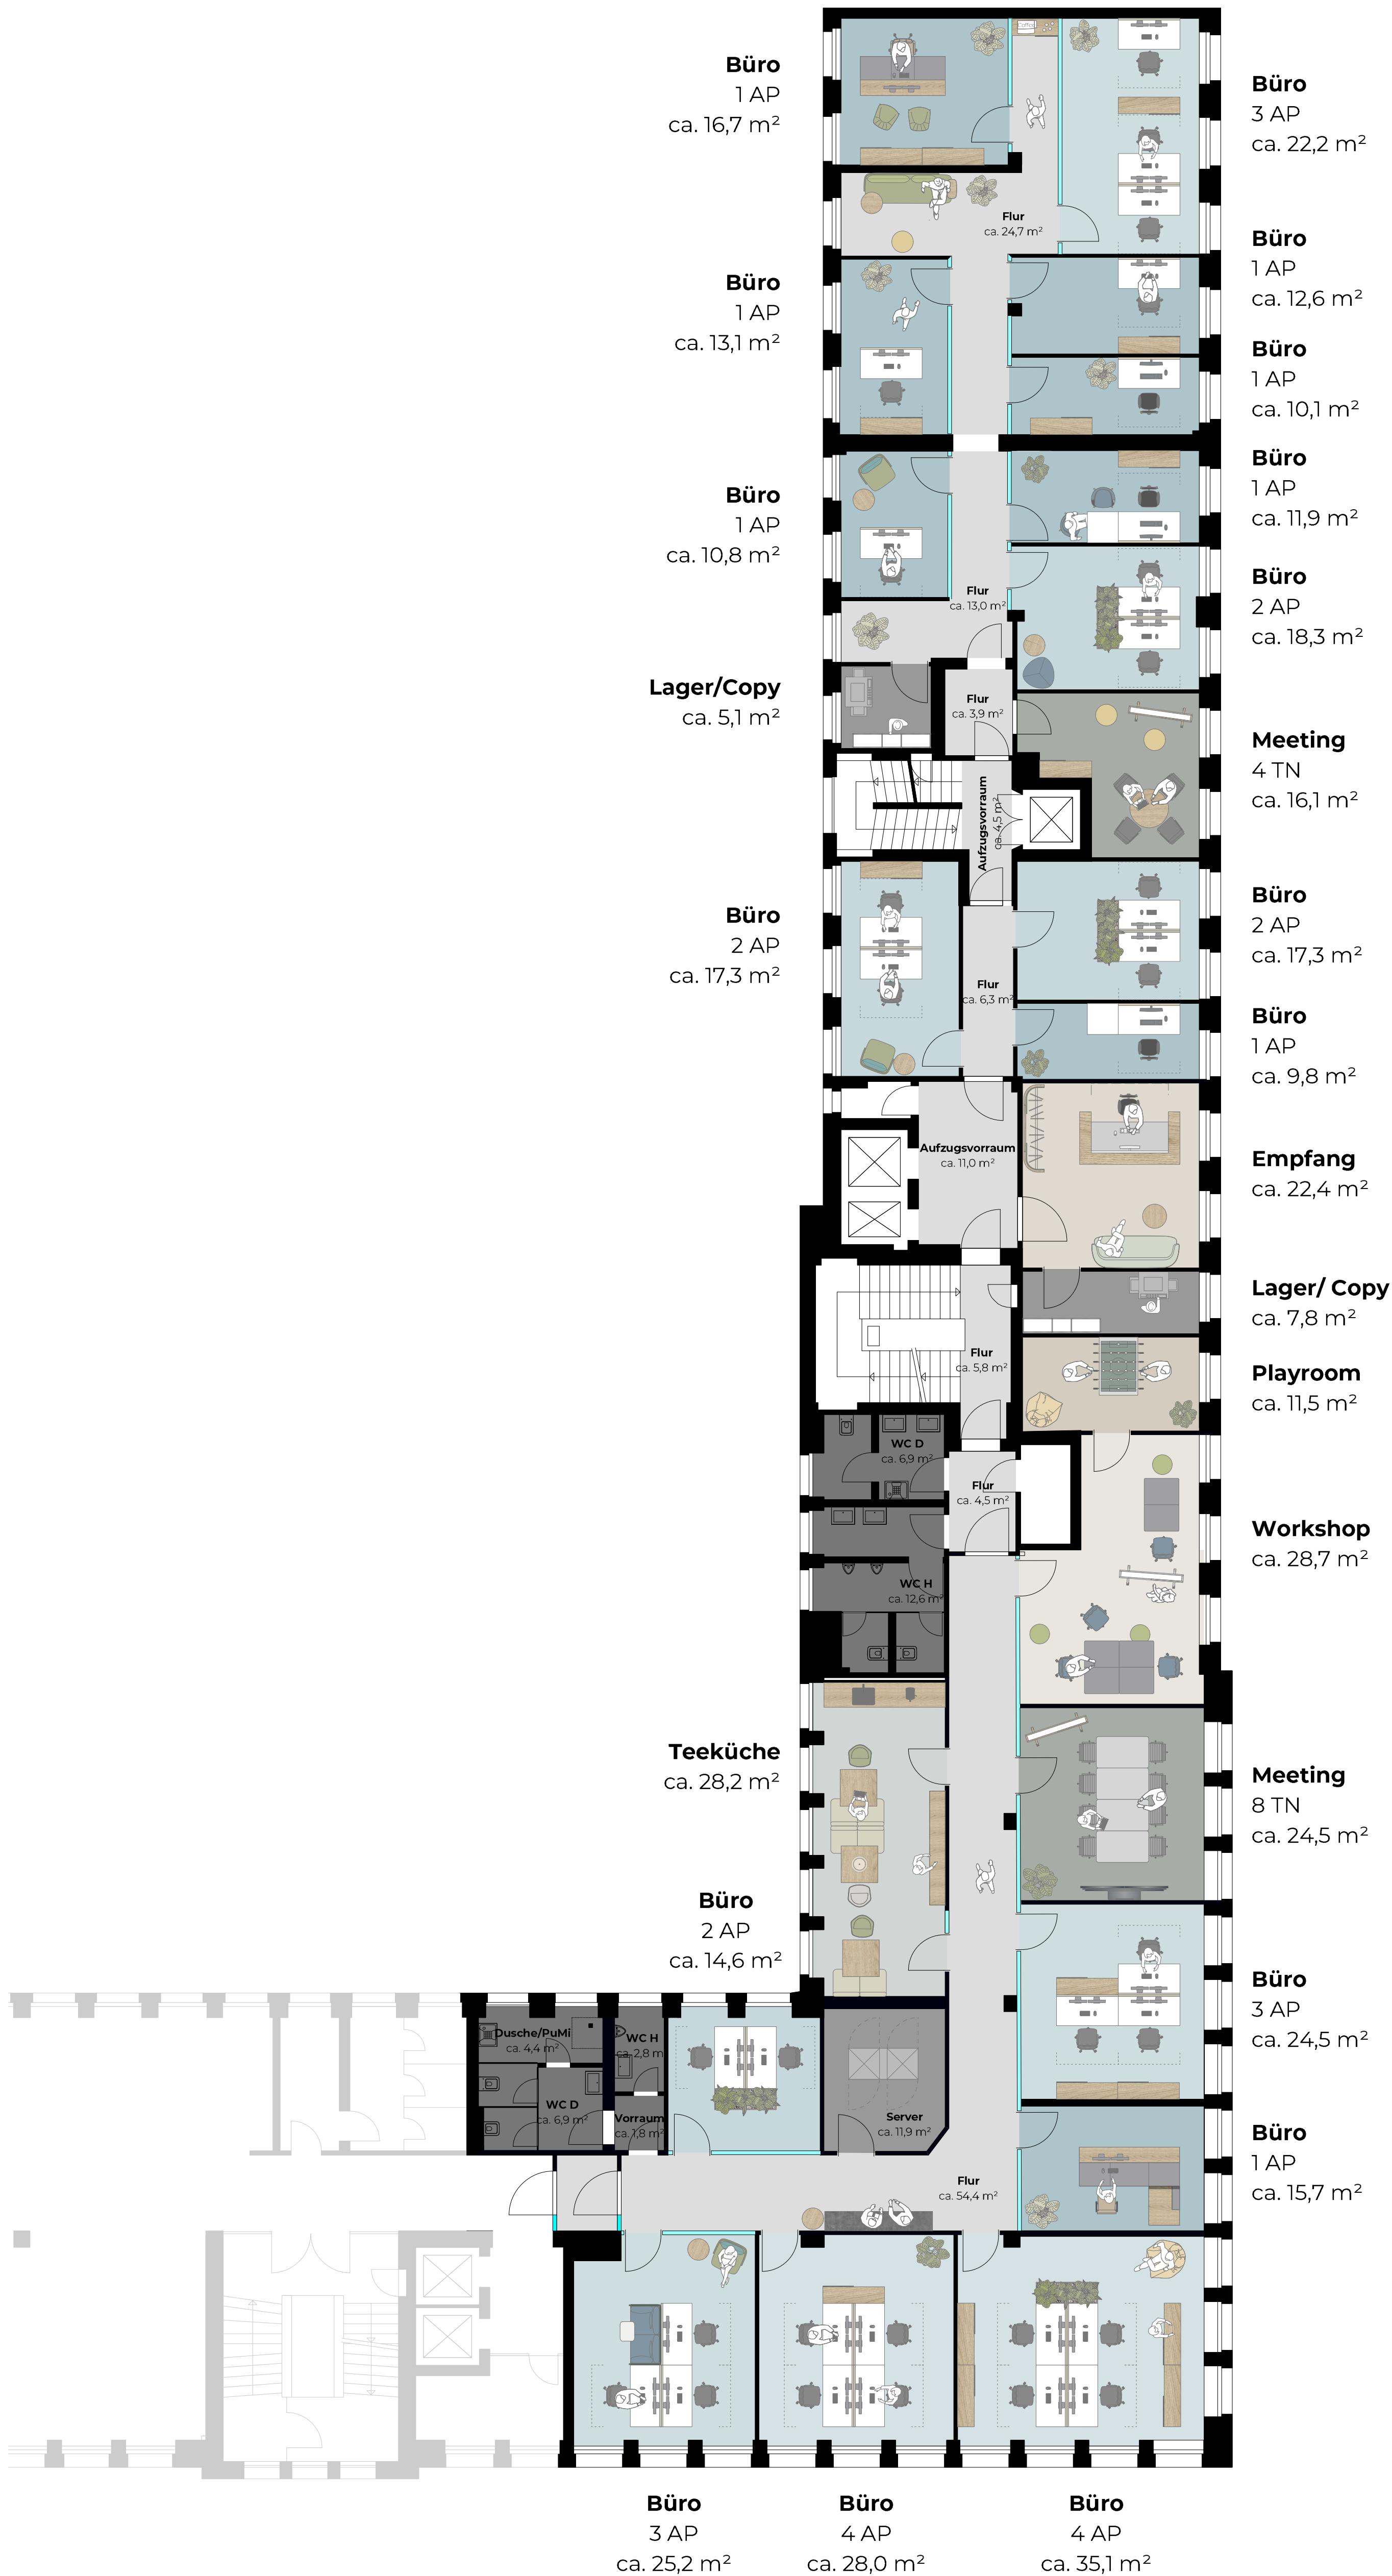 Büro
1 AP
ca. 16,7 m²
Büro
3 AP
ca. 22,2 m²
Flur
ca. 24,7 m²
Büro
1 AP
ca. 12,6 m²
Büro
1 AP
ca. 13,1 m²
Büro
1 AP
ca. 10,1 m²
Büro
1 AP
ca. 11,9 m²
Büro
1 AP
ca. 10,8 m²
Büro
2 AP
ca. 18,3 m²
Flur
ca. 13,0 m²
Lager/Copy
ca. 5,1 m²
Flur
ca. 3,9 m²
Meeting
4 TN
ca. 16,1 m²
Aufzugsvorraum
ca. 4,5 m²
Büro
2 AP
ca. 17,3 m²
Büro
2 AP
ca. 17,3 m²
Flur
ca. 6,3 m²
Büro
1 AP
ca. 9,8 m²
Aufzugsvorraum
ca. 11,0 m²
Empfang
ca. 22,4 m²
Lager/ Copy
ca. 7,8 m²
Flur
ca. 5,8 m²
Playroom
ca. 11,5 m²
WC D
ca. 6,9 m²
Flur
ca. 4,5 m²
Workshop
ca. 28,7 m²
WC H
ca. 12,6 m²
Teeküche
ca. 28,2 m²
Meeting
8 TN
ca. 24,5 m²
Büro
2 AP
ca. 14,6 m²
Büro
3 AP
ca. 24,5 m²
Dusche/PuMi
ca. 4,4 m²
WC H
ca. 2,8 m
WC D
ca. 6,9 m²
Vorraum
ca. 1,8 m²
Server
ca. 11,9 m²
Büro
1 AP
ca. 15,7 m²
Flur
ca. 54,4 m²
Büro
3 AP
ca. 25,2 m²
Büro
4 AP
ca. 28,0 m²
Büro
4 AP
ca. 35,1 m²